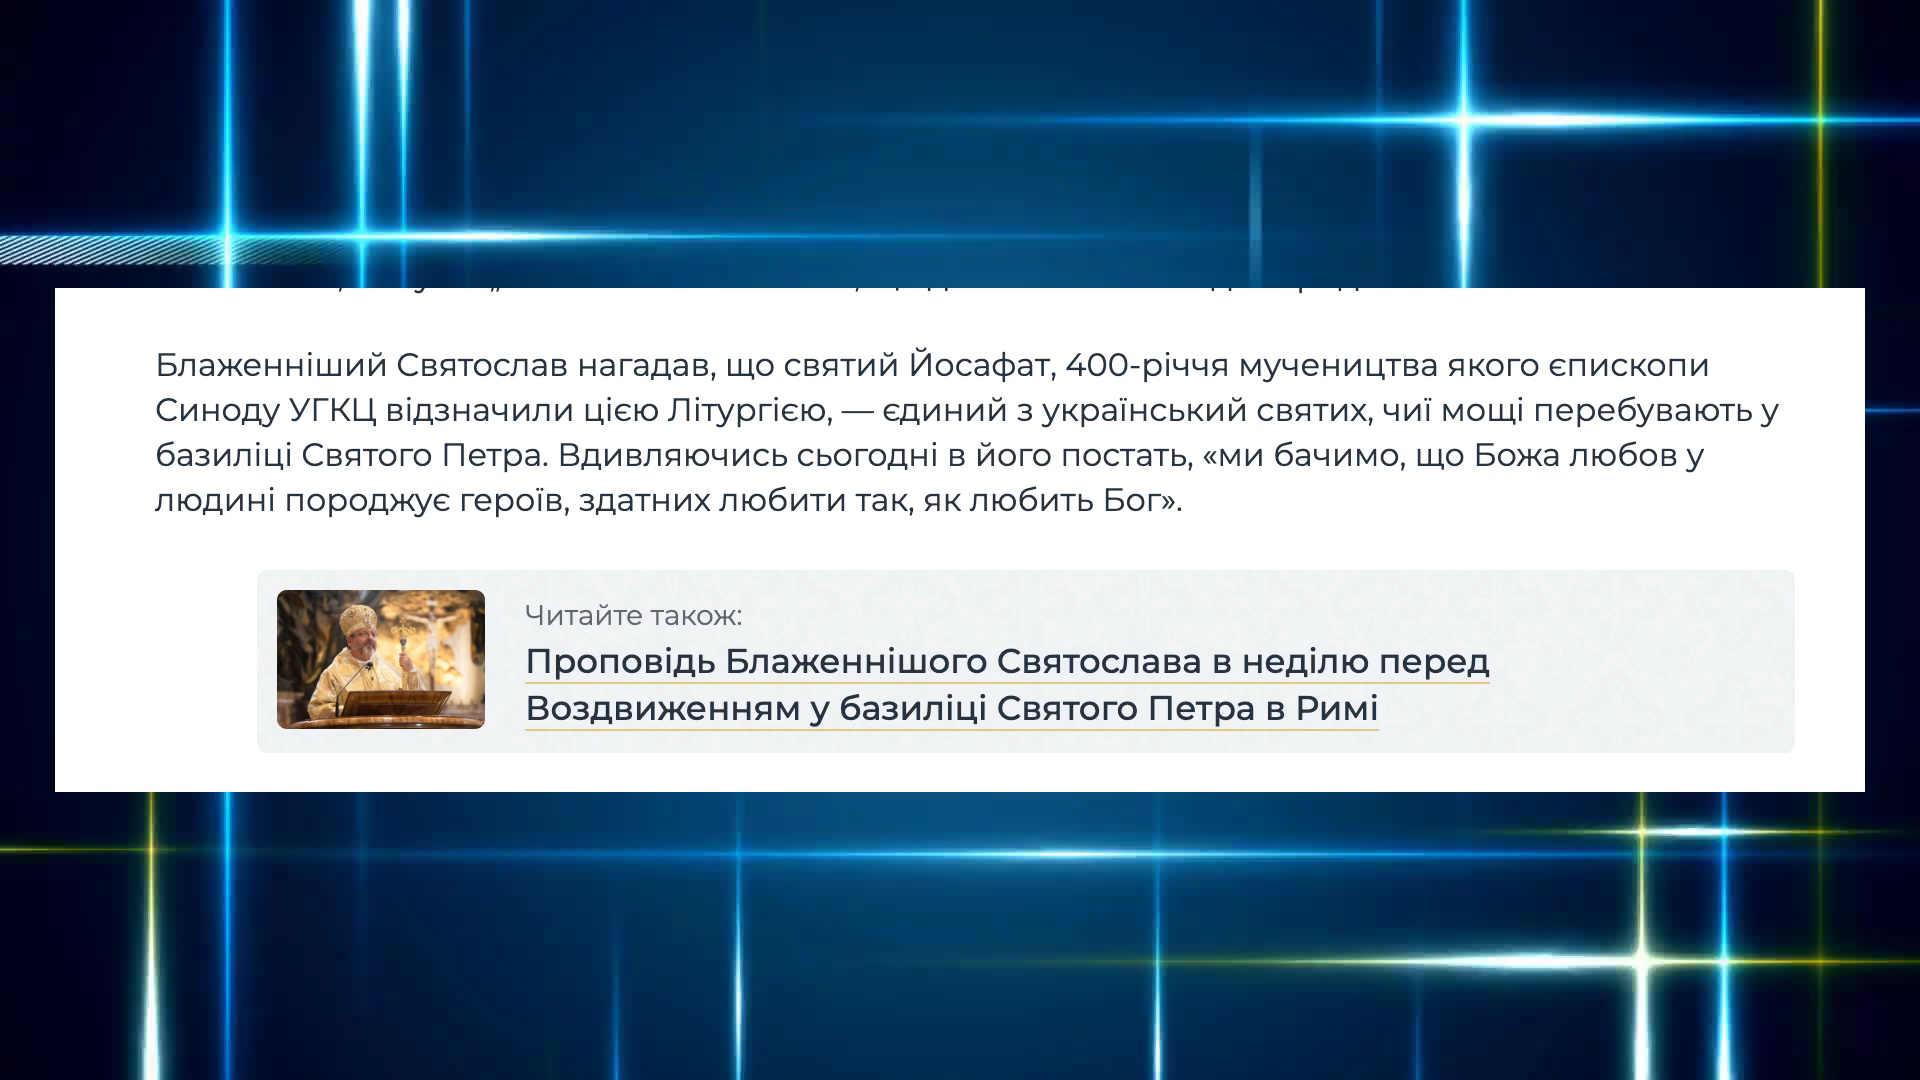 Блаженніший Святослав нагадав, що святий Йосафат, 400-річчя мучеництва якого єпископи
Синоду УГКЦ відзначили цією Літургією, — єдиний з український святих, чиї мощі перебувають у
базиліці Святого Петра. Вдивляючись сьогодні в його постать, «ми бачимо, що Божа любов у
людині породжує героїв, здатних любити так, як любить Бог».
Читайте також:
Проповідь Блаженнішого Святослава в неділю перед
Воздвиженням у базиліці Святого Петра в Римі